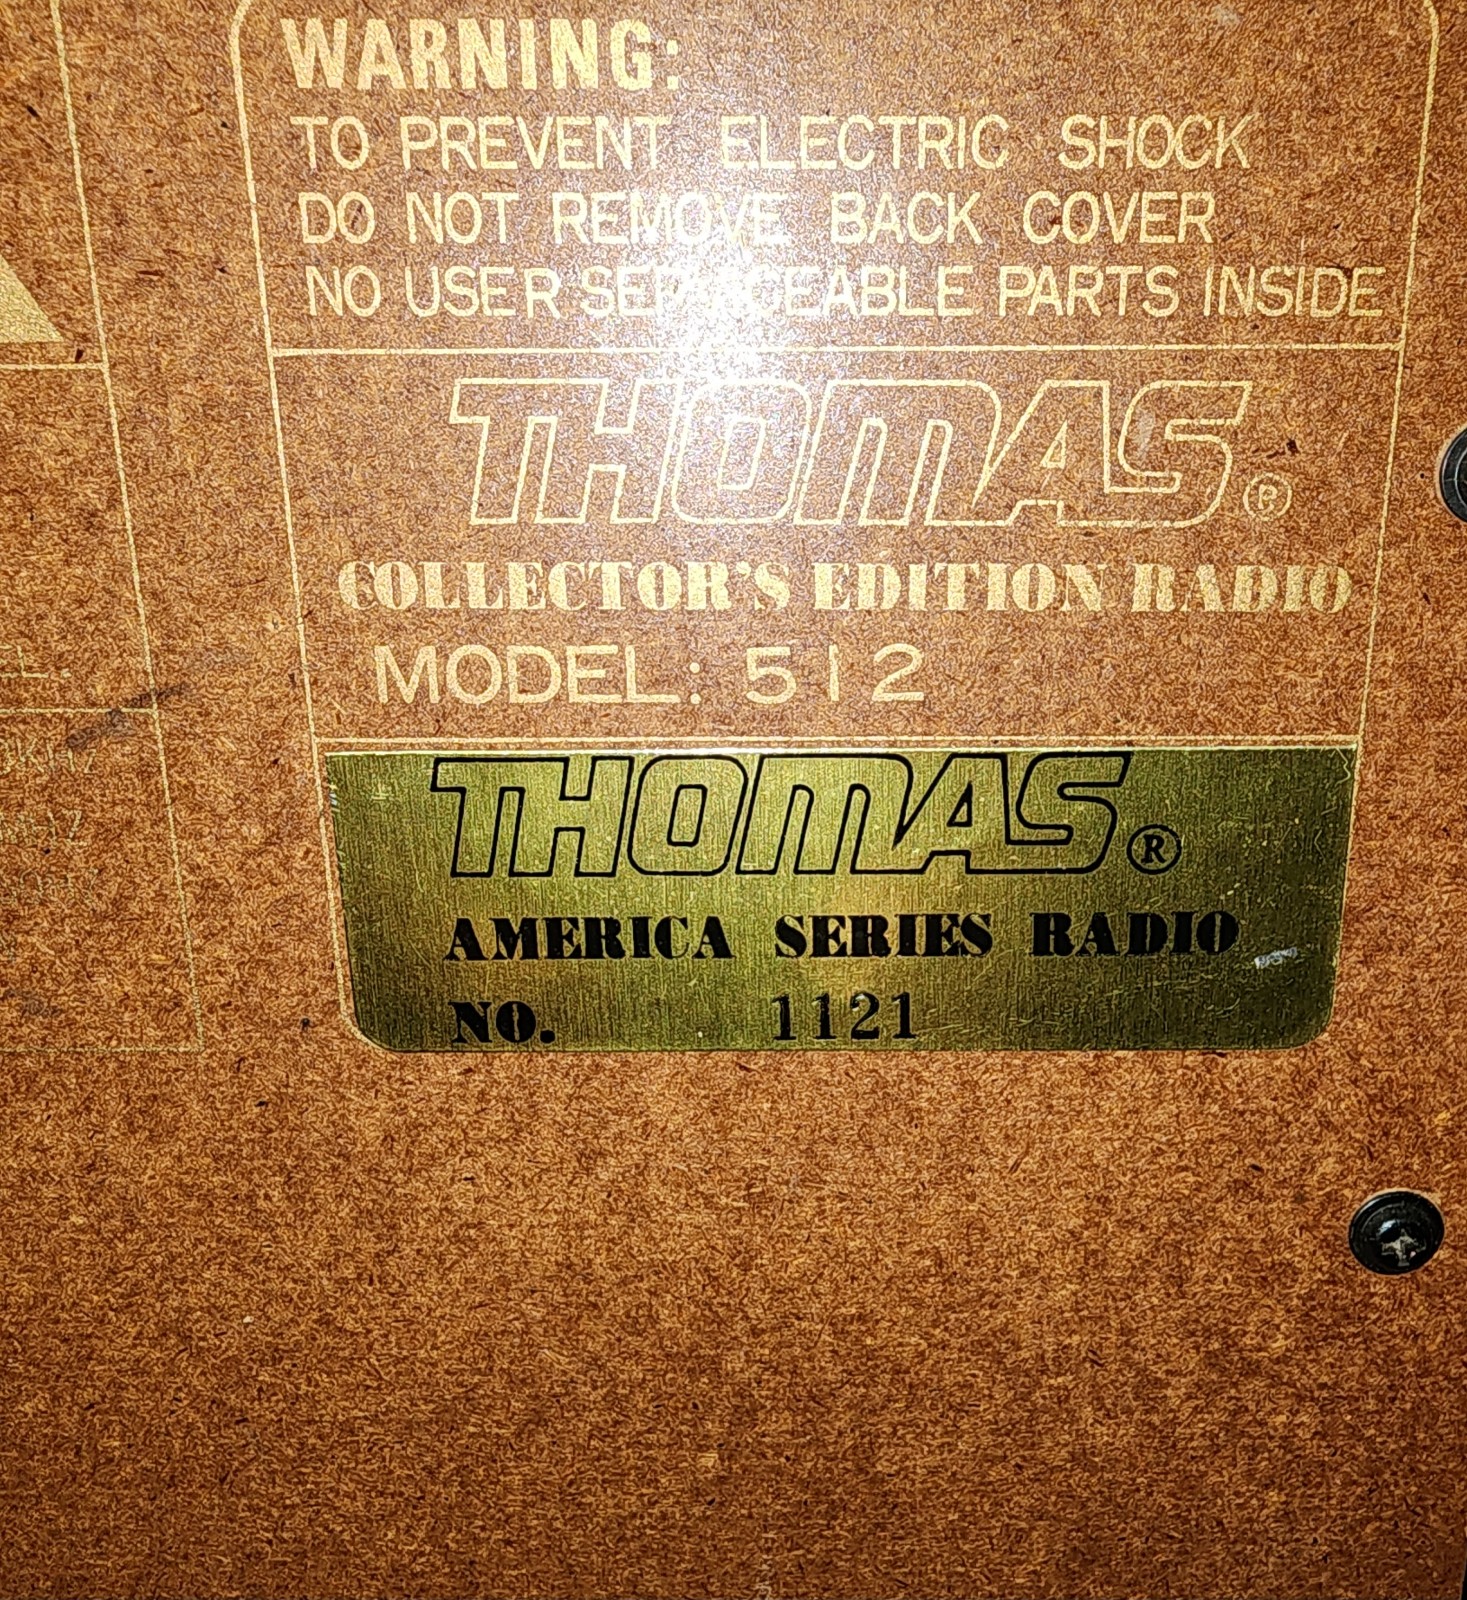 WARNING:
TO PREVENT ELECTRIC SHOCK
DO NOT REMOVE BACK COVER
NO USER PARTS INSIDE
THOMAS®
COLLECTOR'S EDITION RADIO
MODEL: 512
THOMAS®
AMERICA SERIES RADIO
NO. 1121